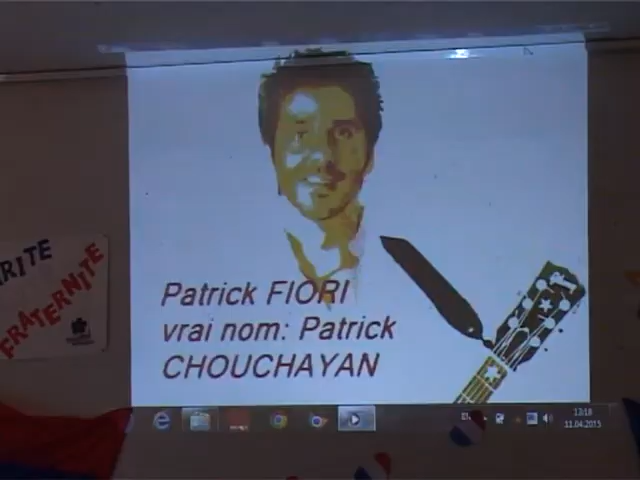 RITE
FRATERNITE
Patrick FIORI
vrai nom: Patrick
CHOUCHAYAN
11.04.2015